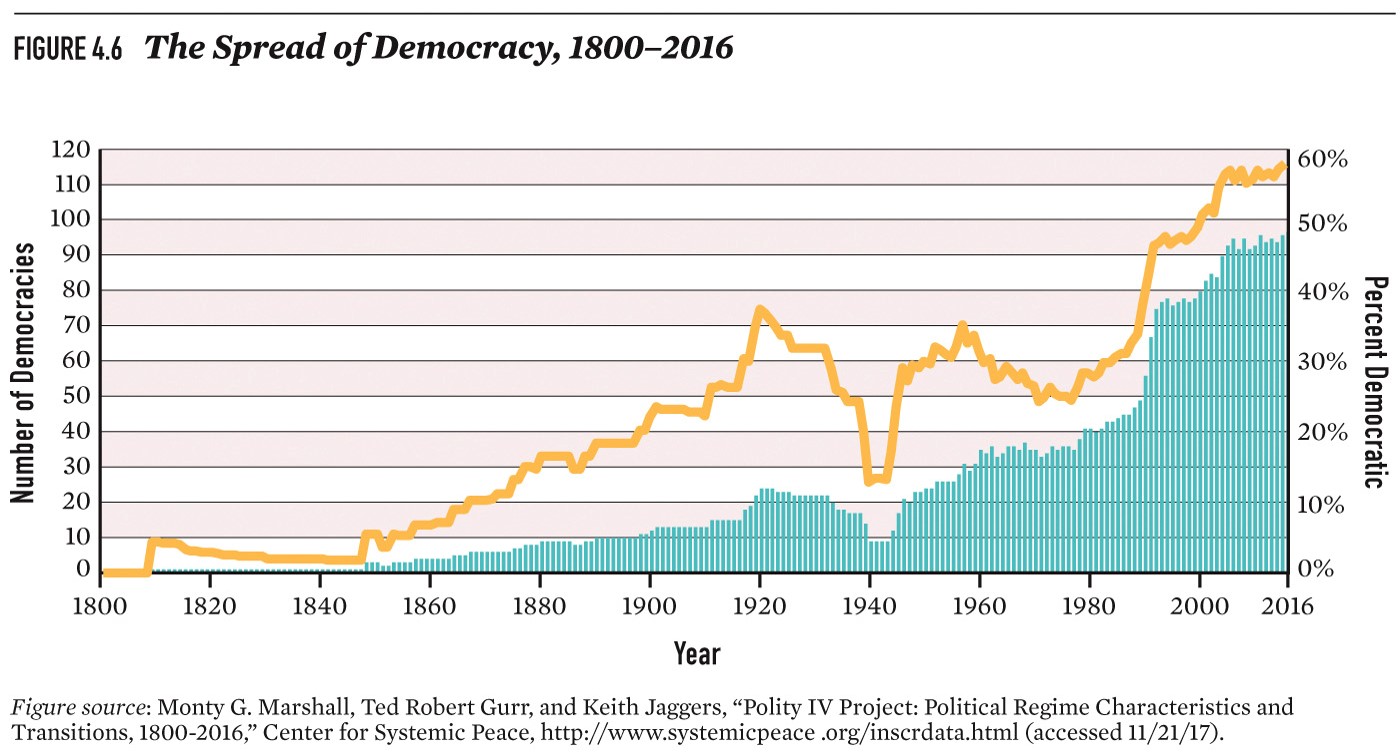 FIGURE 4.6 The Spread of Democracy, 1800–2016
Number of Democracies
120
110
100
90
80
70
60
50
40
30
20
10
0
60%
50%
40%
30%
20%
10%
0%
Percent Democratic
1800 1820 1840 1860 1880 1900 1920 1940 1960 1980 2000 2016
Year
Figure source: Monty G. Marshall, Ted Robert Gurr, and Keith Jaggers, “Polity IV Project: Political Regime Characteristics and
Transitions, 1800-2016,” Center for Systemic Peace, http://www.systemicpeace .org/inscrdata.html (accessed 11/21/17).